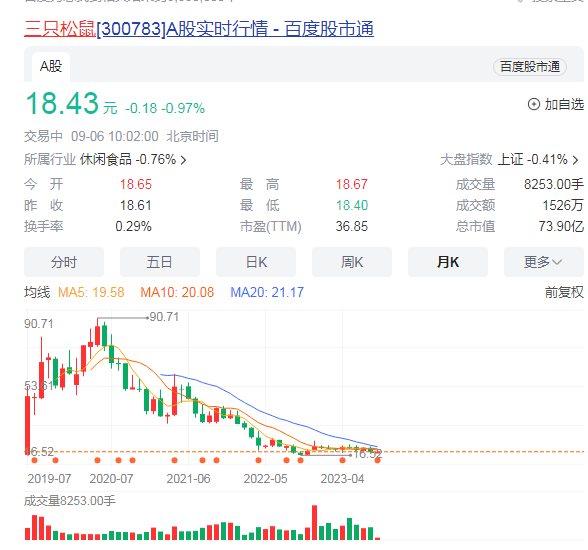 三只松鼠[300783]A股实时行情 - 百度股市通
A股
百度股市通
18.43 元 -0.18 -0.97%
加自选
交易中 09-06 10:02:00 北京时间
所属行业 休闲食品 -0.76%
大盘指数 上证 -0.41%
今 开 18.65 最 高 18.67 成交量 8253.00手
昨 收 18.61 最 低 18.40 成交额 1526万
换手率 0.29% 市盈(TTM) 36.85 总市值 73.90亿
分时 五日 日K 周K 月K 更多
均线 MA5: 19.58 MA10: 20.08 MA20: 21.17 前复权
90.71
90.71
53.61
16.52
16.52
2019-07 2020-07 2021-06 2022-05 2023-04
成交量8253.00手